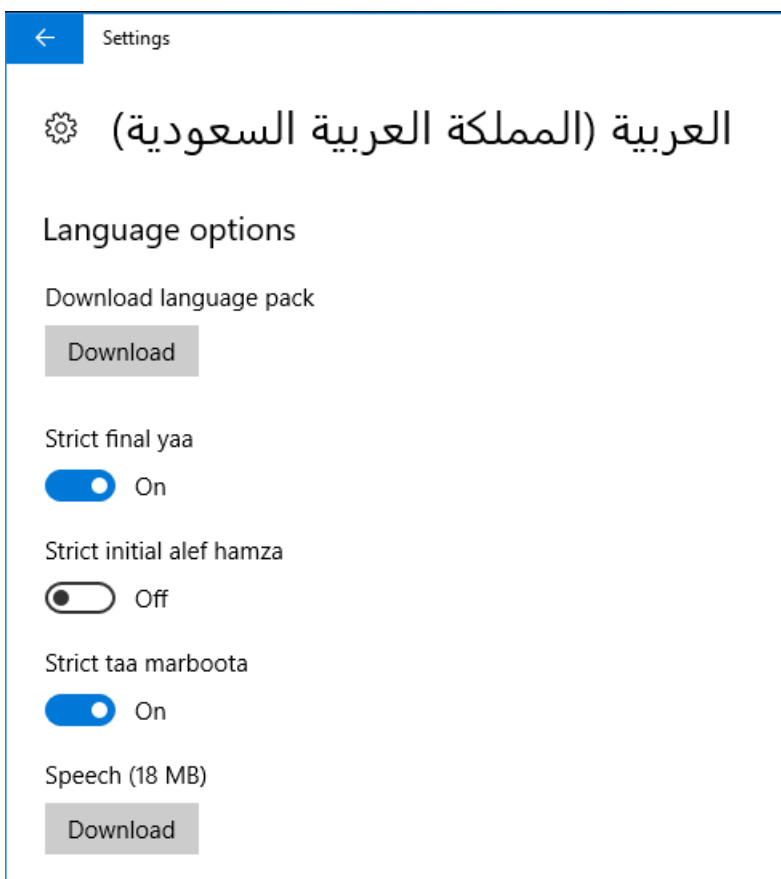 Settings
العربية (المملكة العربية السعودية)
Language options
Download language pack
Download
Strict final yaa
On
Strict initial alef hamza
Off
Strict taa marboota
On
Speech (18 MB)
Download